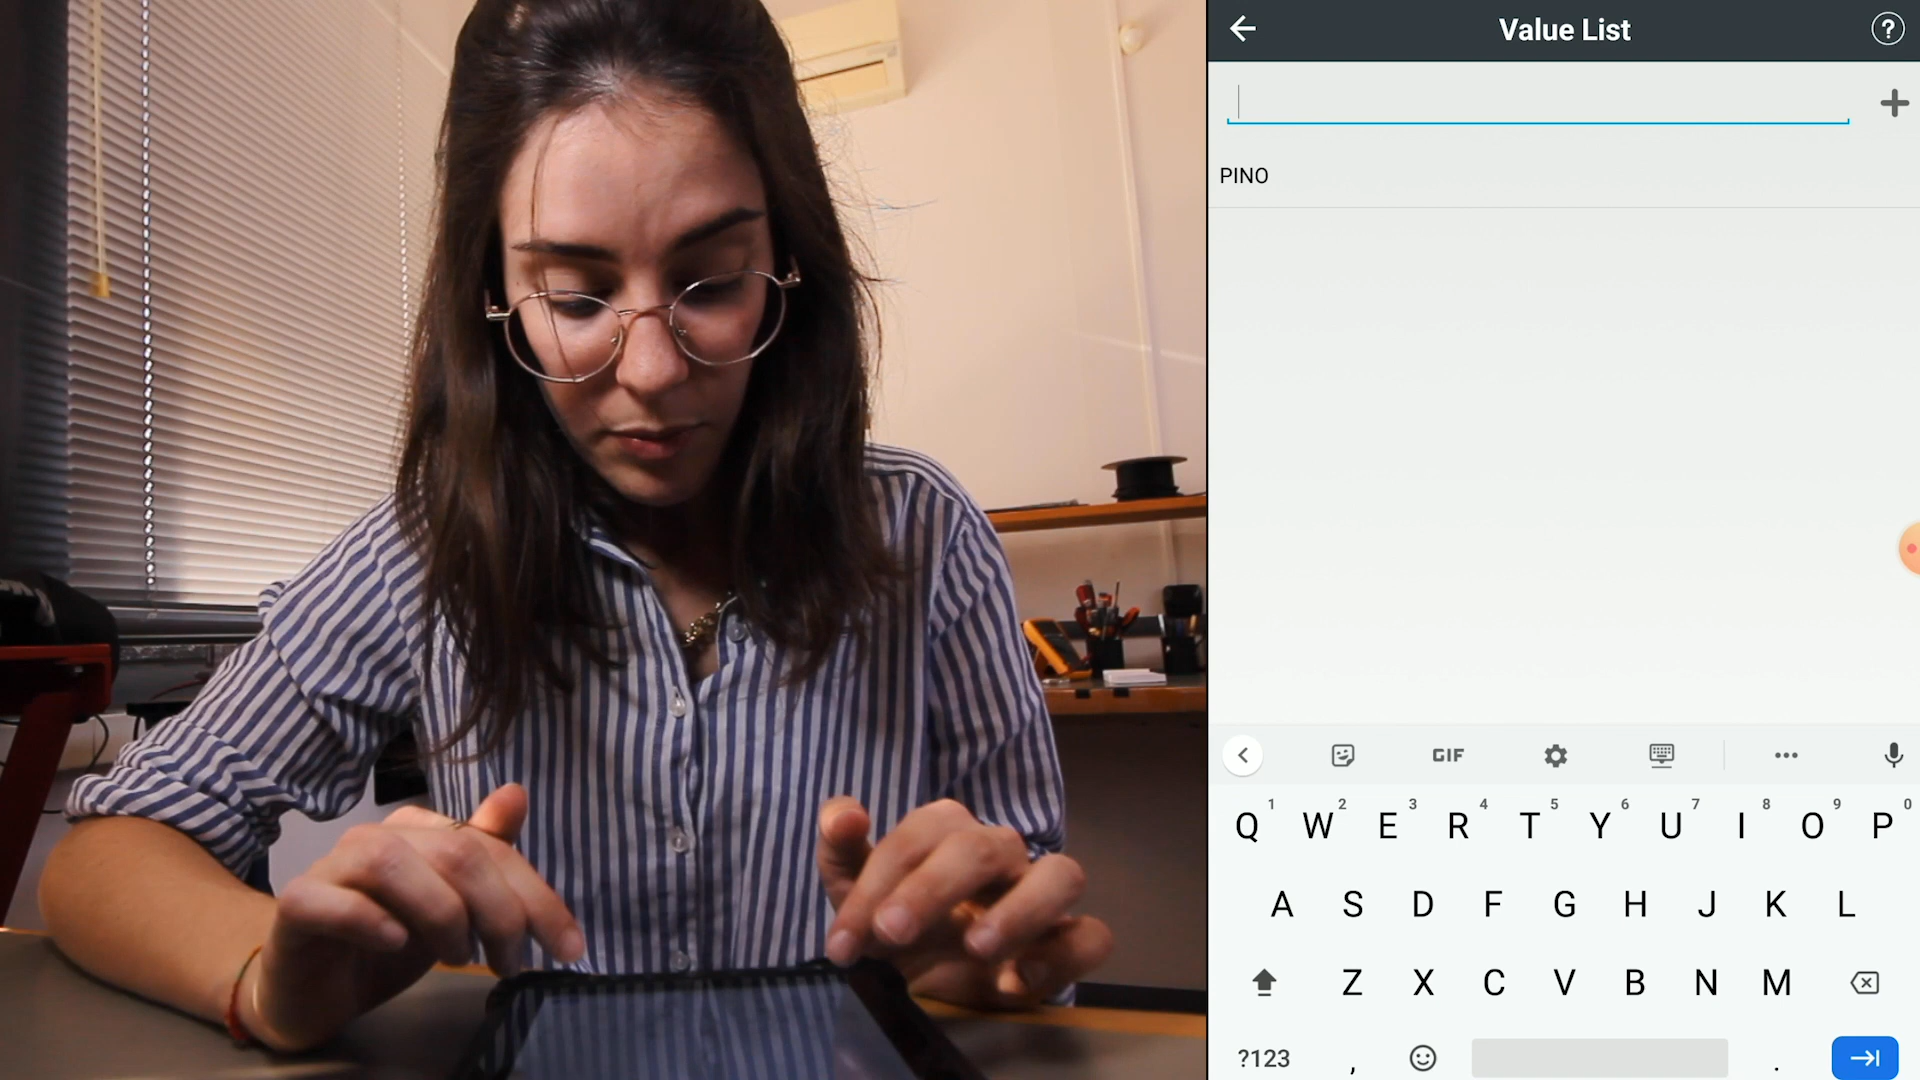 Value List
?
PINO
GIF
1 2 3 4 5 6 7 8 9 0
Q W E R T Y U I O P
A S D F G H J K L
Z X C V B N M
?123 , .